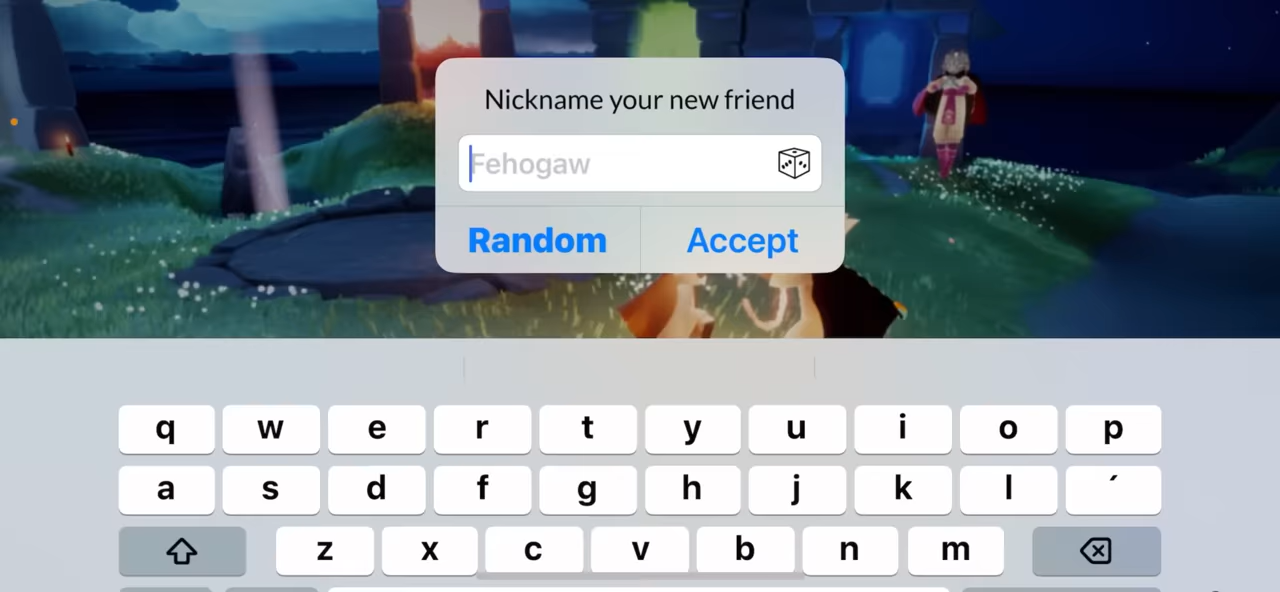 Nickname your new friend
Fehogaw
Random Accept
q w e r t y u i o p
a s d f g h j k l ´
z x c v b n m